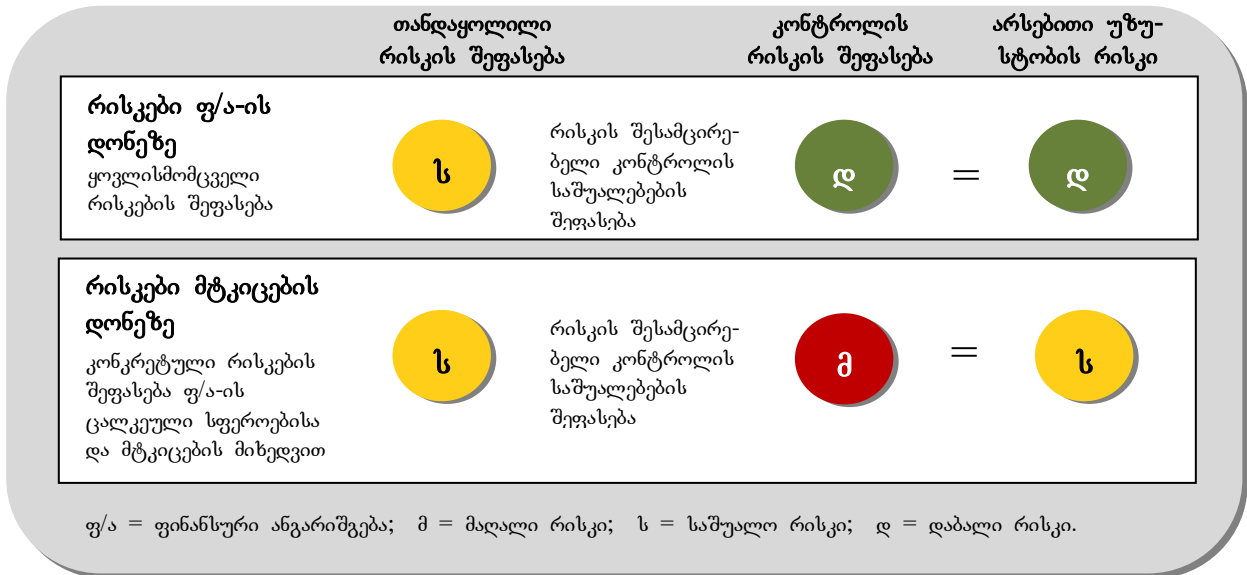 თანდაყოლილი
რისკის შეფასება
კონტროლის
რისკის შეფასება
არსებითი უზუ-
სტობის რისკი
რისკები ფ/ა-ის
დონეზე
ყოვლისმომცველი
რისკების შეფასება
ს
რისკის შესამცირე-
ბელი კონტროლის
საშუალებების
შეფასება
დ
=
დ
რისკები მტკიცების
დონეზე
კონკრეტული რისკების
შეფასება ფ/ა-ის
ცალკეული სფეროებისა
და მტკიცების მიხედვით
ს
რისკის შესამცირე-
ბელი კონტროლის
საშუალებების
შეფასება
მ
=
ს
ფ/ა = ფინანსური ანგარიშგება; მ = მაღალი რისკი; ს = საშუალო რისკი; დ = დაბალი რისკი.